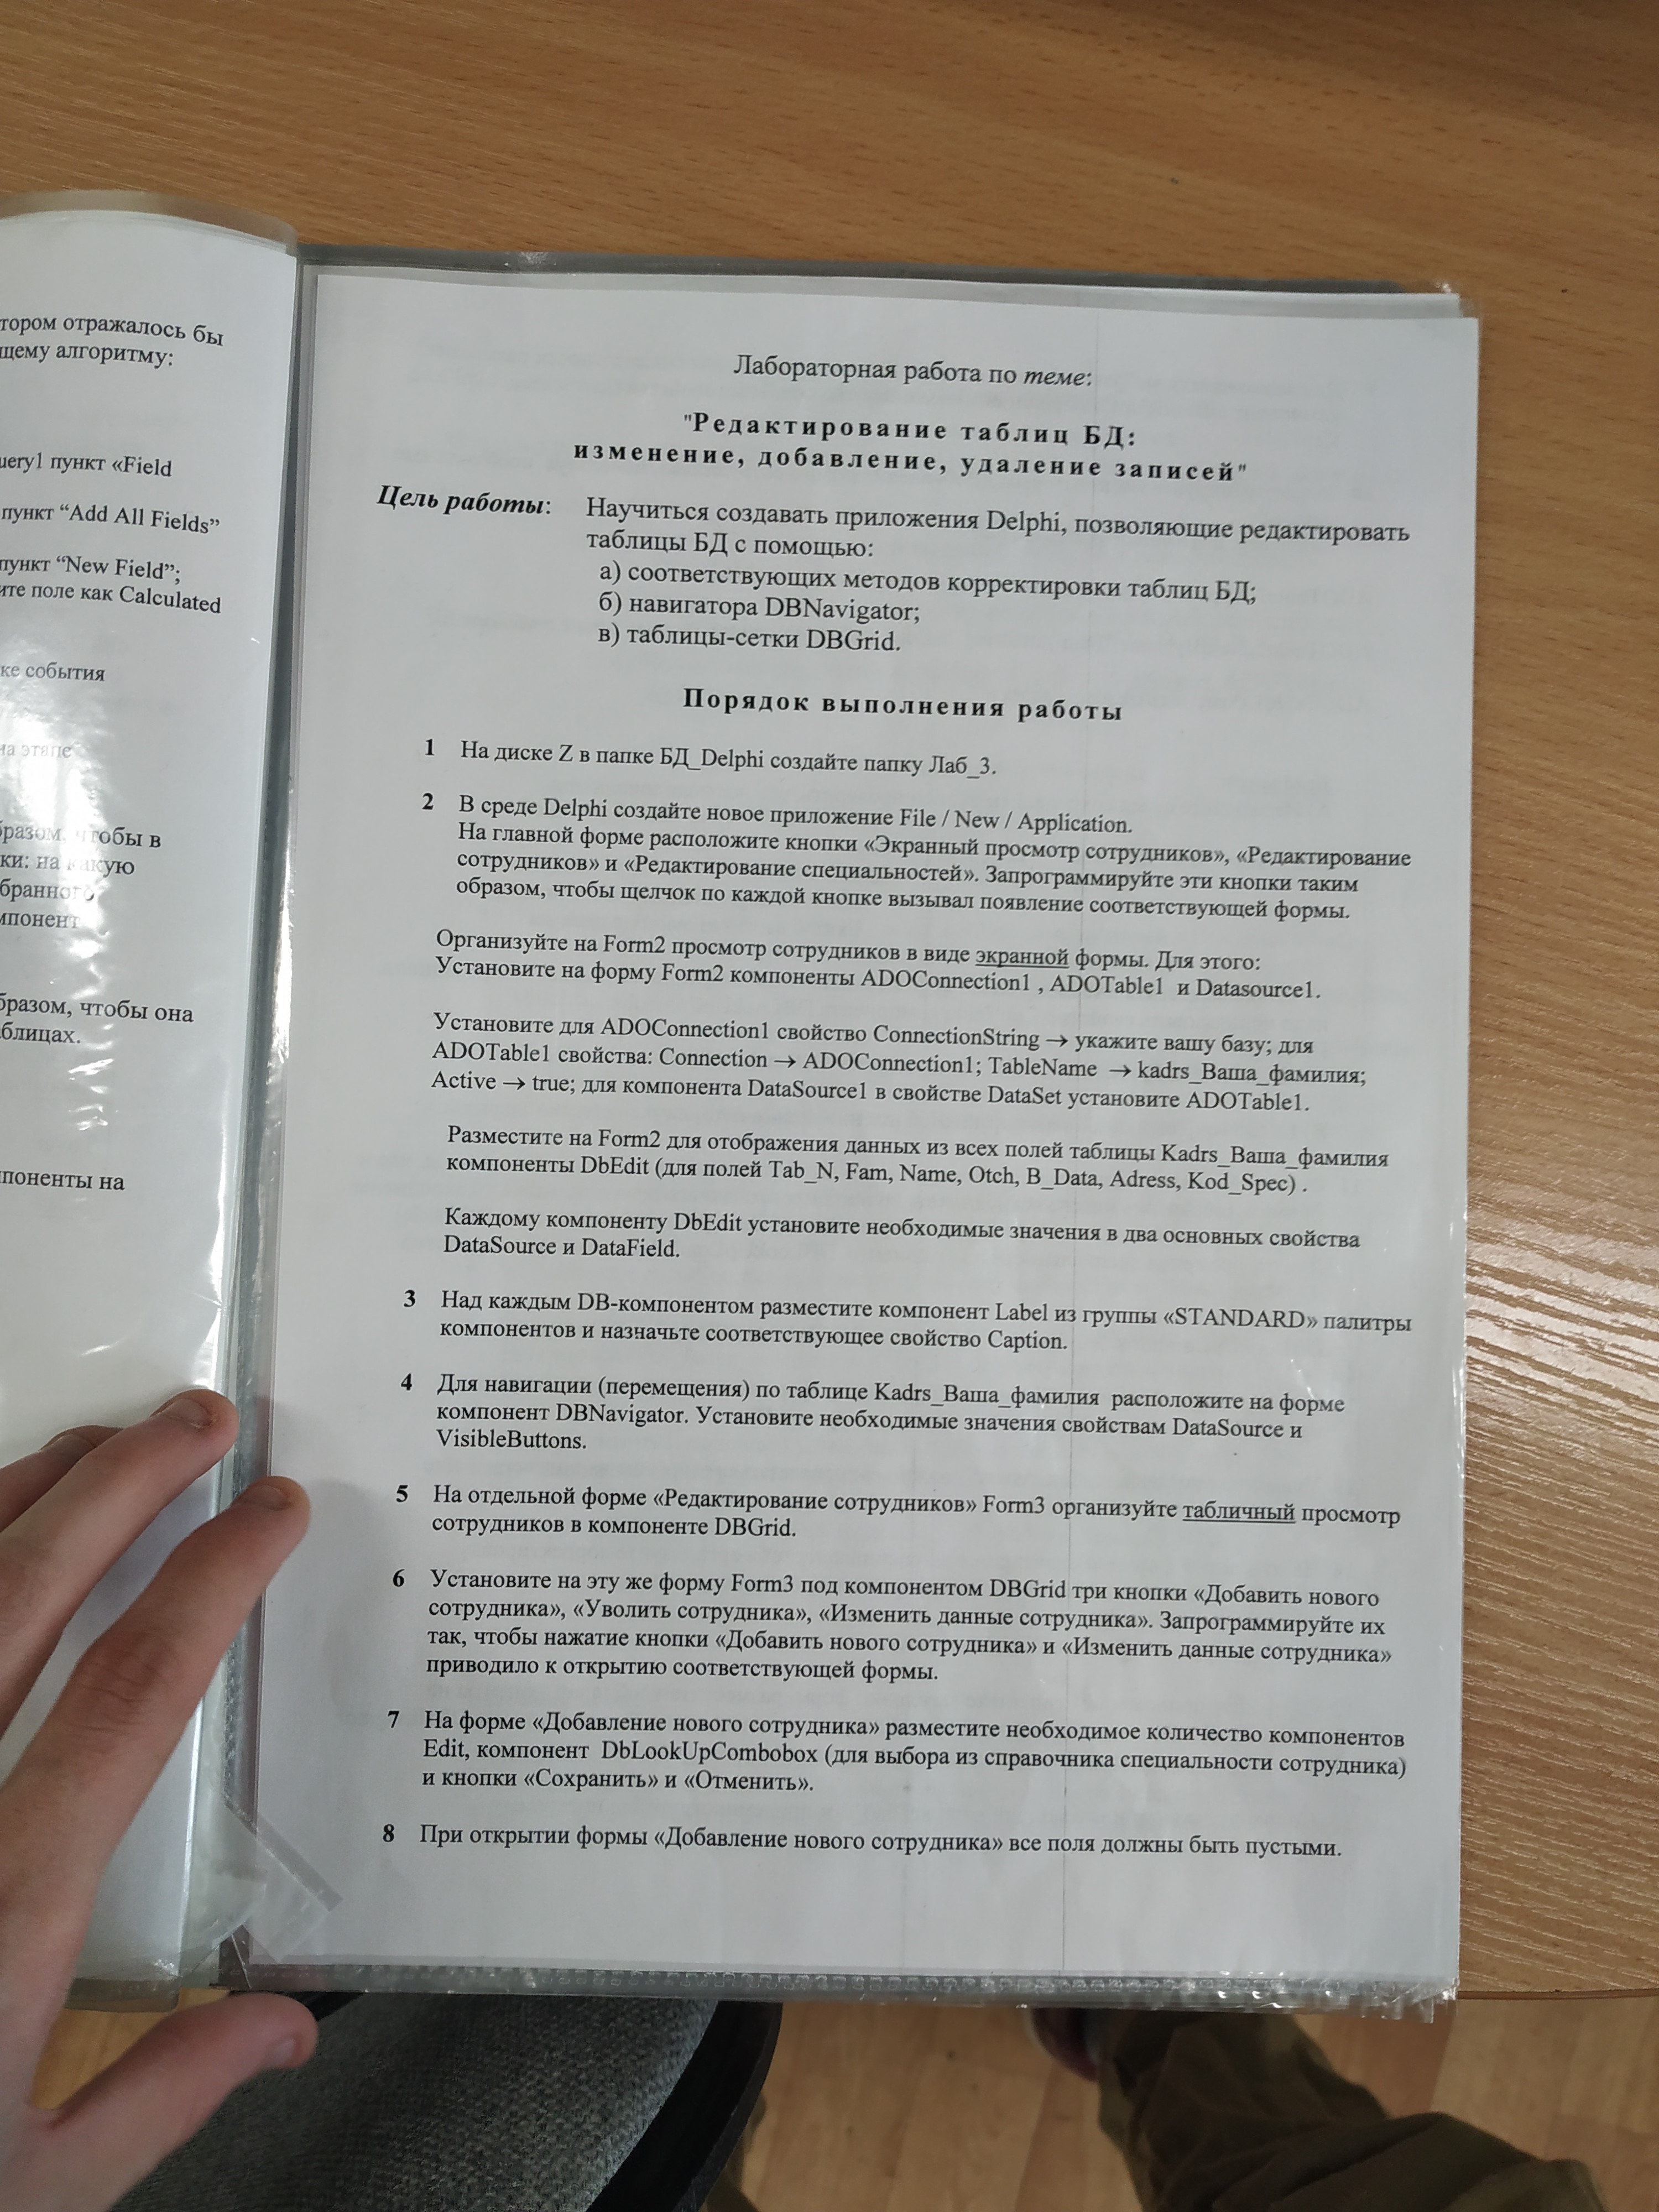 тором отражалось бы
щему алгоритму:
uery1 пункт «Field
пункт “Add All Fields”
пункт “New Field”;
ите поле как Calculated
ке события
на этапе
бразом, чтобы в
ки: на какую
бранного
мпонент
бразом, чтобы она
блицах.
поненты на
Лабораторная работа по теме:
"Редактирование таблиц БД:
изменение, добавление, удаление записей"
Цель работы: Научиться создавать приложения Delphi, позволяющие редактировать
таблицы БД с помощью:
а) соответствующих методов корректировки таблиц БД;
б) навигатора DBNavigator;
в) таблицы-сетки DBGrid.
Порядок выполнения работы
1 На диске Z в папке БД_Delphi создайте папку Лаб_3.
2 В среде Delphi создайте новое приложение File / New / Application.
На главной форме расположите кнопки «Экранный просмотр сотрудников», «Редактирование
сотрудников» и «Редактирование специальностей». Запрограммируйте эти кнопки таким
образом, чтобы щелчок по каждой кнопке вызывал появление соответствующей формы.
Организуйте на Form2 просмотр сотрудников в виде экранной формы. Для этого:
Установите на форму Form2 компоненты ADOConnection1 , ADOTable1 и Datasource1.
Установите для ADOConnection1 свойство ConnectionString → укажите вашу базу; для
ADOTable1 свойства: Connection → ADOConnection1; TableName → kadrs_Ваша_фамилия;
Active → true; для компонента DataSource1 в свойстве DataSet установите ADOTable1.
Разместите на Form2 для отображения данных из всех полей таблицы Kadrs_Ваша_фамилия
компоненты DbEdit (для полей Tab_N, Fam, Name, Otch, B_Data, Adress, Kod_Spec) .
Каждому компоненту DbEdit установите необходимые значения в два основных свойства
DataSource и DataField.
3 Над каждым DB-компонентом разместите компонент Label из группы «STANDARD» палитры
компонентов и назначьте соответствующее свойство Caption.
4 Для навигации (перемещения) по таблице Kadrs_Ваша_фамилия расположите на форме
компонент DBNavigator. Установите необходимые значения свойствам DataSource и
VisibleButtons.
5 На отдельной форме «Редактирование сотрудников» Form3 организуйте табличный просмотр
сотрудников в компоненте DBGrid.
6 Установите на эту же форму Form3 под компонентом DBGrid три кнопки «Добавить нового
сотрудника», «Уволить сотрудника», «Изменить данные сотрудника». Запрограммируйте их
так, чтобы нажатие кнопки «Добавить нового сотрудника» и «Изменить данные сотрудника»
приводило к открытию соответствующей формы.
7 На форме «Добавление нового сотрудника» разместите необходимое количество компонентов
Edit, компонент DbLookUpCombobox (для выбора из справочника специальности сотрудника)
и кнопки «Сохранить» и «Отменить».
8 При открытии формы «Добавление нового сотрудника» все поля должны быть пустыми.